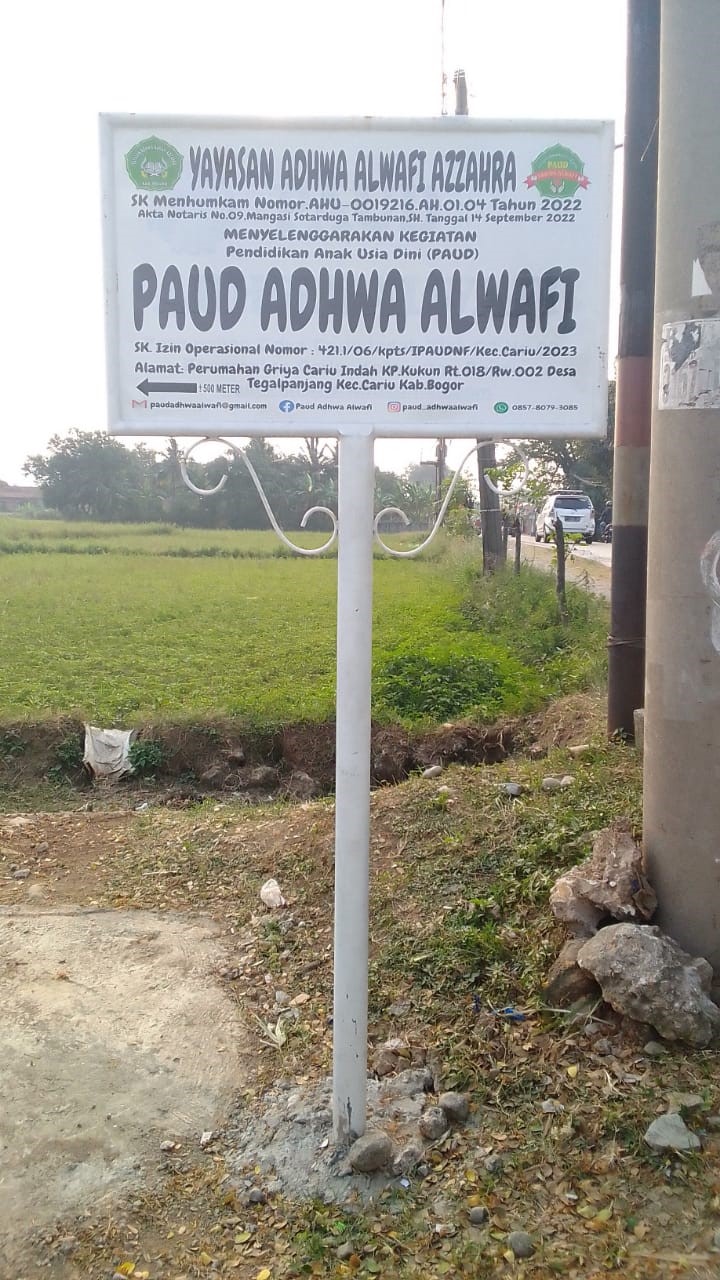 YAYASAN ADHWA ALWAFI AZZAHRA
SK Menhumkam Nomor.AHU-0019216.AH.01.04 Tahun 2022
Akta Notaris No.09,Mangasi Sotarduga Tambunan,SH. Tanggal 14 September 2022
MENYELENGGARAKAN KEGIATAN
Pendidikan Anak Usia Dini (PAUD)
PAUD ADHWA ALWAFI
SK. Izin Operasional Nomor : 421.1/06/kpts/IPAUDNF/Kec.Cariu/2023
Alamat: Perumahan Griya Cariu Indah KP.Kukun Rt.018/Rw.002 Desa
Tegalpanjang Kec.Cariu Kab.Bogor
±500 METER
paudadhwaalwafi@gmail.com Paud Adhwa Alwafi paud_adhwaalwafi 0857-8079-3085
PAUD